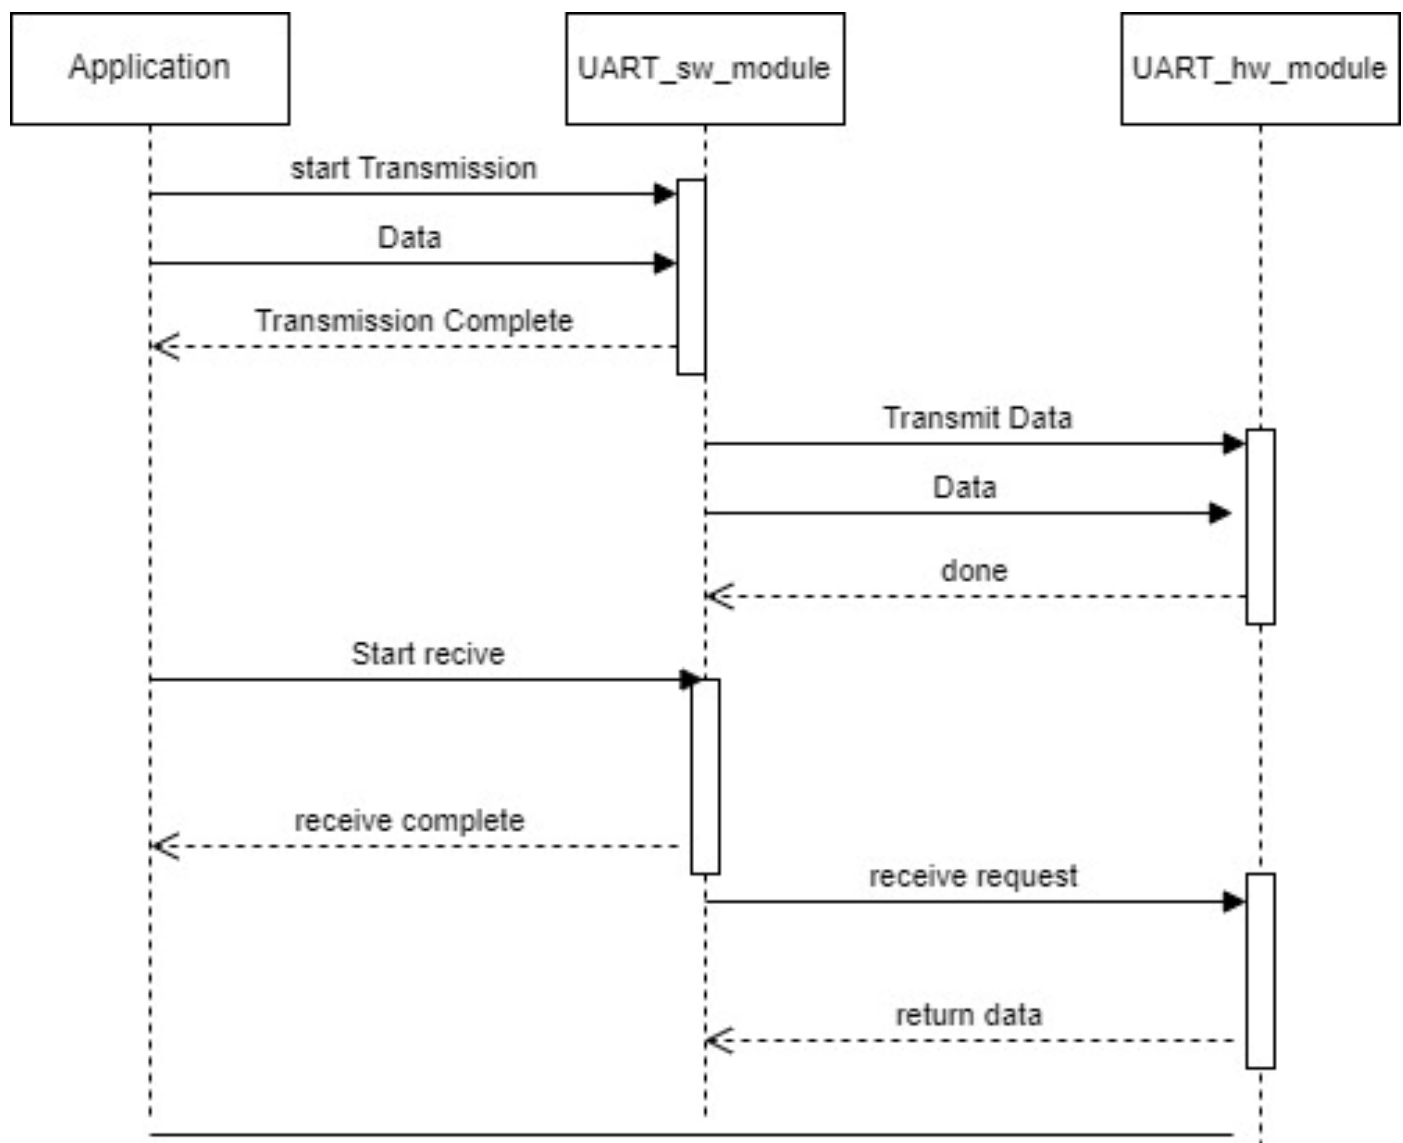 Application
UART_sw_module
UART_hw_module
start Transmission
Data
Transmission Complete
Transmit Data
Data
done
Start recive
receive complete
receive request
return data